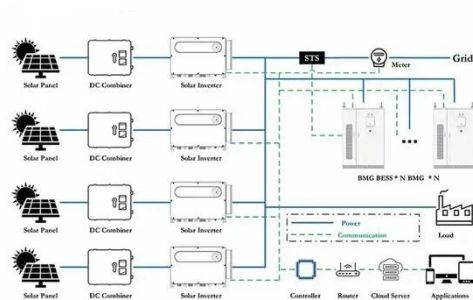 STS
Meter
Grid
Solar Panel
DC Combiner
Solar Inverter
Solar Panel
DC Combiner
Solar Inverter
BMG BESS * N BMG * N
Solar Panel
DC Combiner
Solar Inverter
Power
Communication
Load
Solar Panel
DC Combiner
Solar Inverter
Controller
Router
Cloud Server
Applications